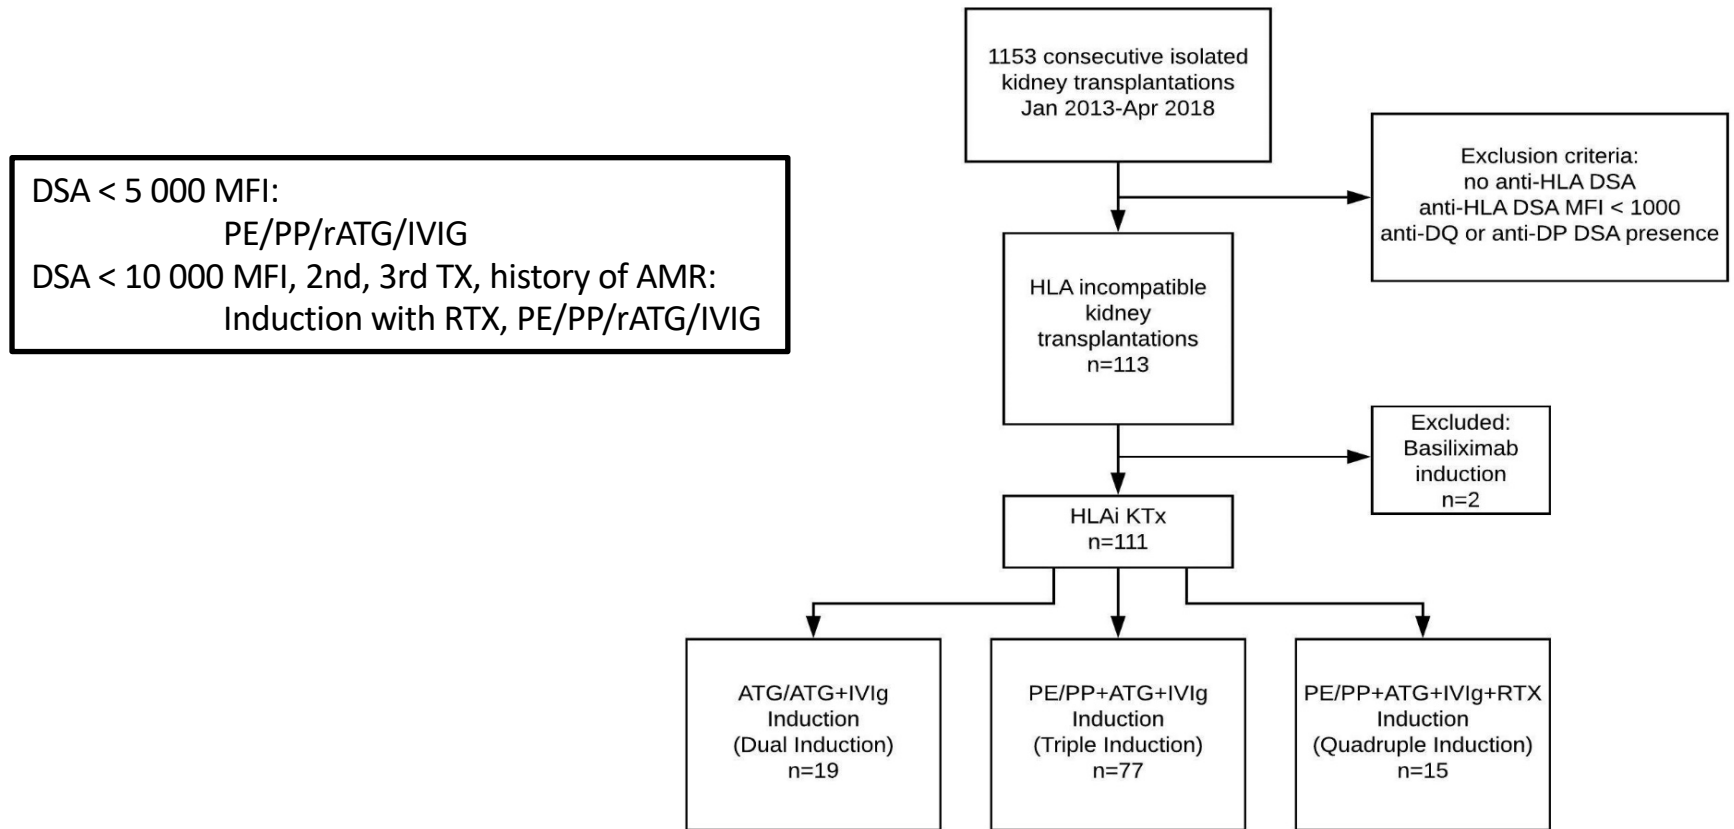 DSA < 5 000 MFI:
PE/PP/rATG/IVIG
DSA < 10 000 MFI, 2nd, 3rd TX, history of AMR:
Induction with RTX, PE/PP/rATG/IVIG
1153 consecutive isolated
kidney transplantations
Jan 2013-Apr 2018
Exclusion criteria:
no anti-HLA DSA
anti-HLA DSA MFI < 1000
anti-DQ or anti-DP DSA presence
HLA incompatible
kidney
transplantations
n=113
Excluded:
Basiliximab
induction
n=2
HLAi KTx
n=111
ATG/ATG+IVIg
Induction
(Dual Induction)
n=19
PE/PP+ATG+IVIg
Induction
(Triple Induction)
n=77
PE/PP+ATG+IVIg+RTX
Induction
(Quadruple Induction)
n=15